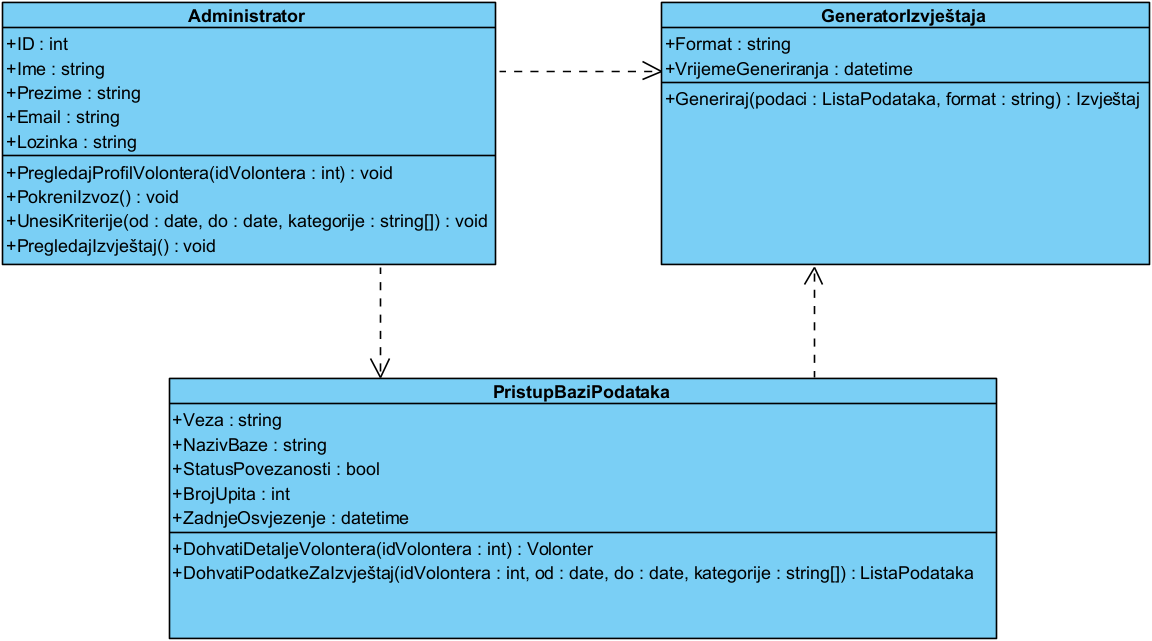 Administrator
+ID : int
+Ime : string
+Prezime : string
+Email : string
+Lozinka : string
+PregledajProfilVolontera(idVolontera : int) : void
+PokreniIzvoz() : void
+UnesiKriterije(od : date, do : date, kategorije : string[]) : void
+PregledajIzvještaj() : void
GeneratorIzvještaja
+Format : string
+VrijemeGeneriranja : datetime
+Generiraj(podaci : ListaPodataka, format : string) : Izvještaj
PristupBaziPodataka
+Veza : string
+NazivBaze : string
+StatusPovezanosti : bool
+BrojUpita : int
+ZadnjeOsvjezenje : datetime
+DohvatiDetaljeVolontera(idVolontera : int) : Volonter
+DohvatiPodatkeZaIzvještaj(idVolontera : int, od : date, do : date, kategorije : string[]) : ListaPodataka